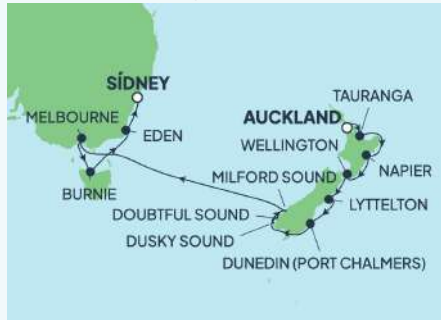 SÍDNEY
MELBOURNE
EDEN
BURNIE
AUCKLAND
TAURANGA
WELLINGTON
NAPIER
MILFORD SOUND
LYTTELTON
DOUBTFUL SOUND
DUSKY SOUND
DUNEDIN (PORT CHALMERS)